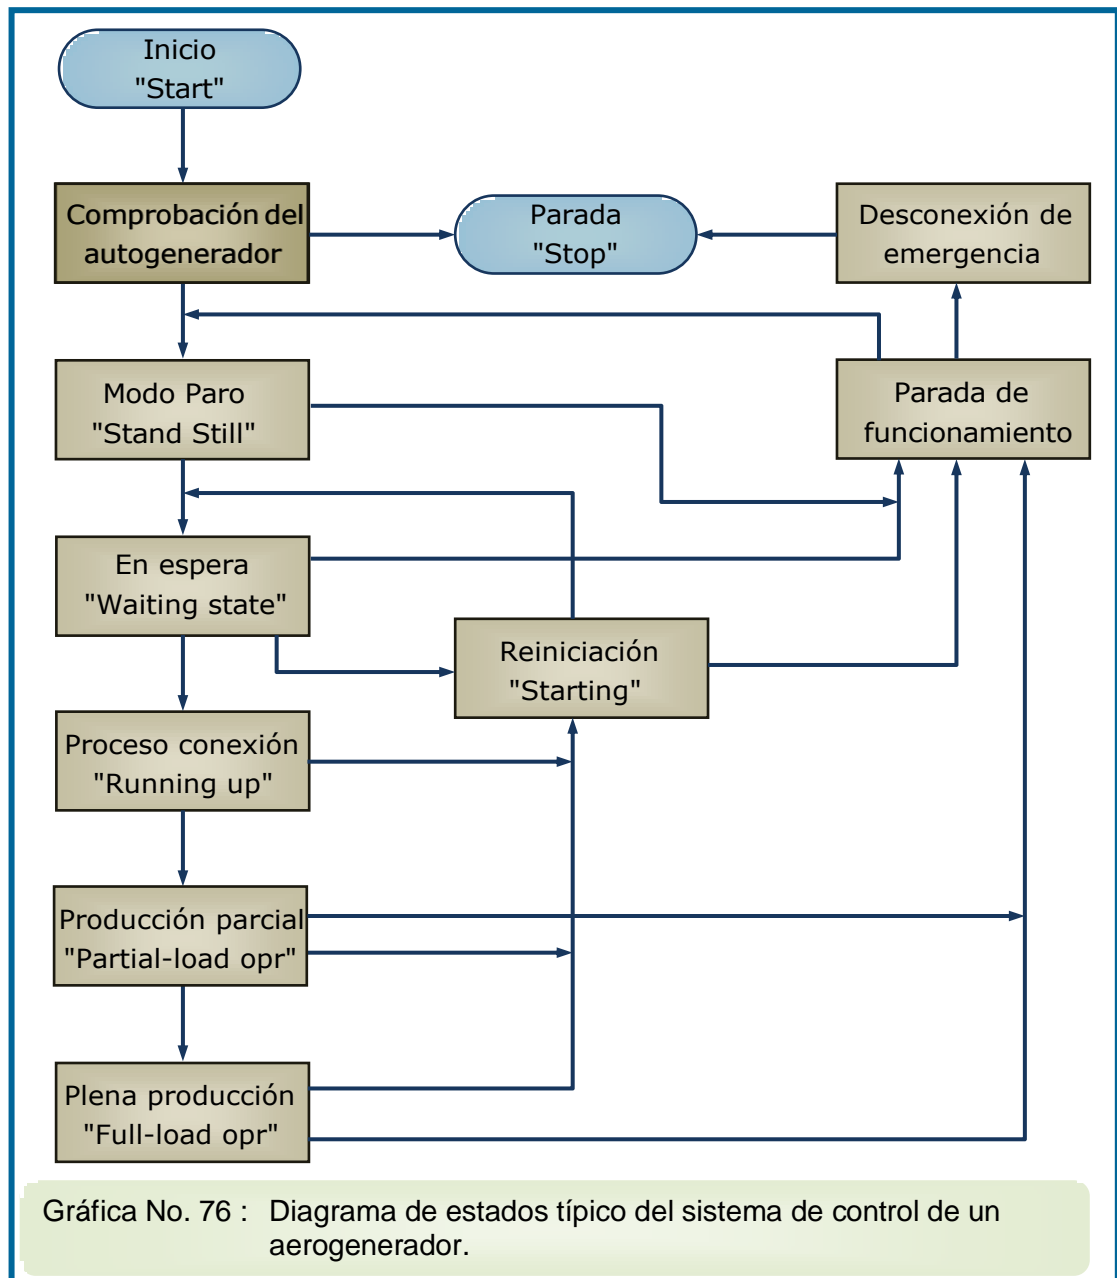 Inicio
"Start"
Comprobación del
autogenerador
Parada
"Stop"
Desconexión de
emergencia
Modo Paro
"Stand Still"
Parada de
funcionamiento
En espera
"Waiting state"
Reiniciación
"Starting"
Proceso conexión
"Running up"
Producción parcial
"Partial-load opr"
Plena producción
"Full-load opr"
Gráfica No. 76 : Diagrama de estados típico del sistema de control de un
aerogenerador.